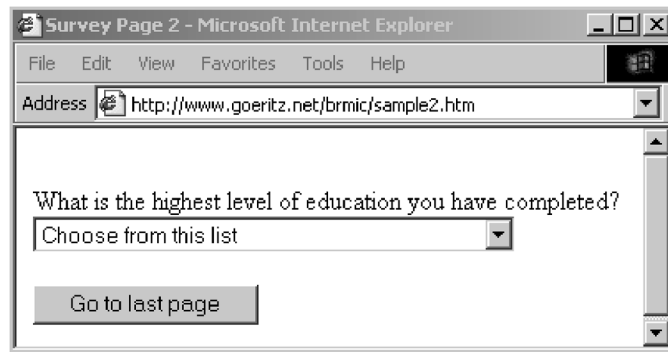 Survey Page 2 - Microsoft Internet Explorer
File Edit View Favorites Tools Help
Address http://www.goeritz.net/brmic/sample2.htm
What is the highest level of education you have completed?
Choose from this list
Go to last page